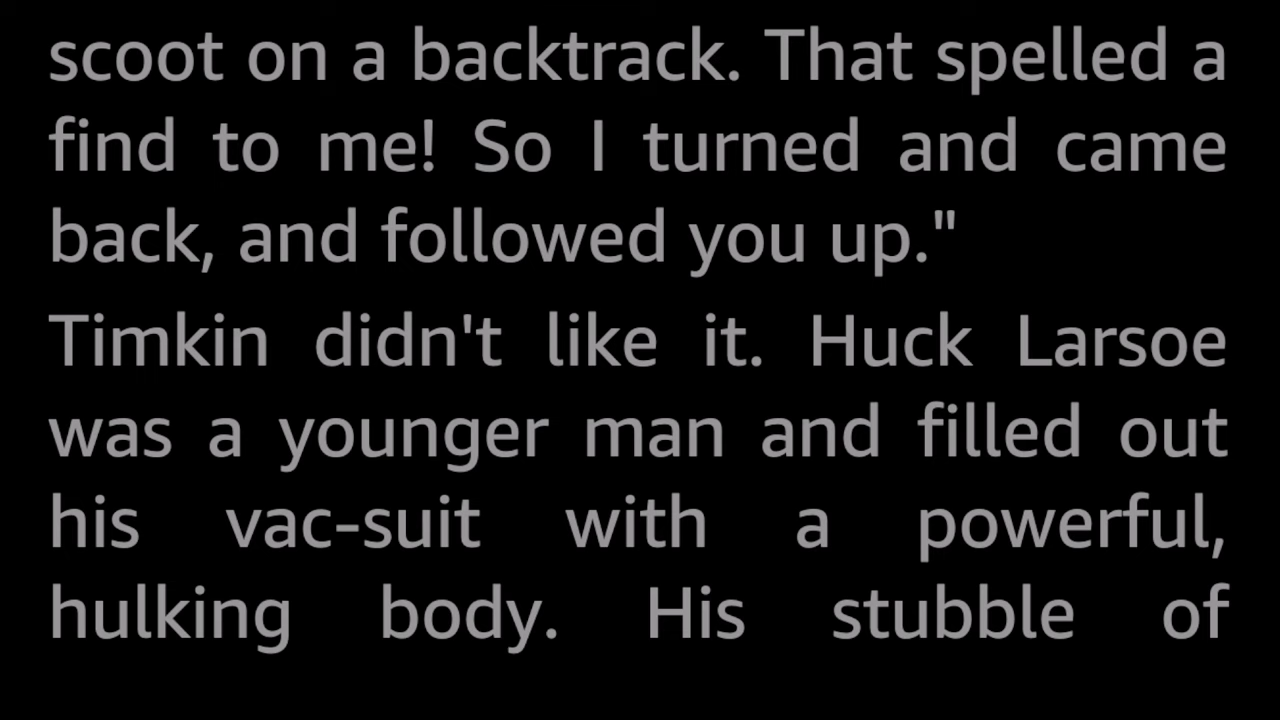 scoot on a backtrack. That spelled a
find to me! So I turned and came
back, and followed you up."
Timkin didn't like it. Huck Larsoe
was a younger man and filled out
his vac-suit with a powerful,
hulking body. His stubble of